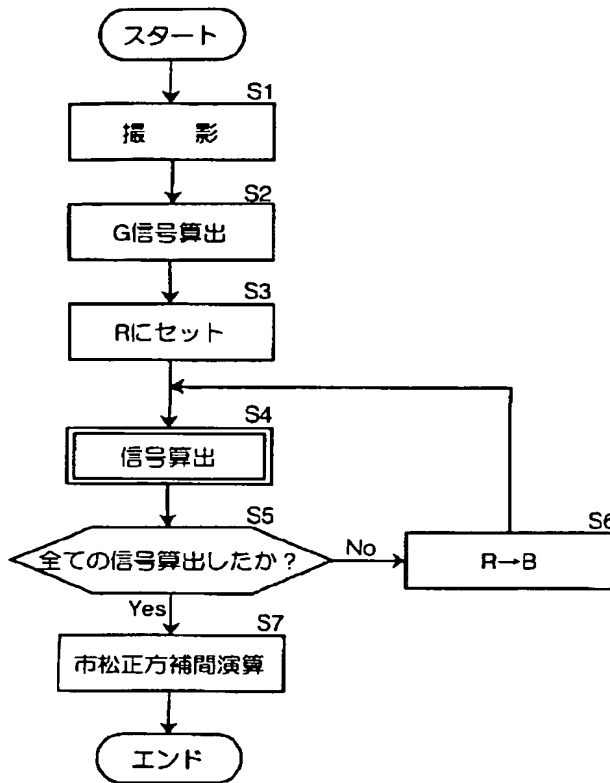 スタート
S1
撮 影
S2
G信号算出
S3
Rにセット
S4
信号算出
S5
全ての信号算出したか?
No
S6
R→B
Yes
S7
市松正方補間演算
エンド